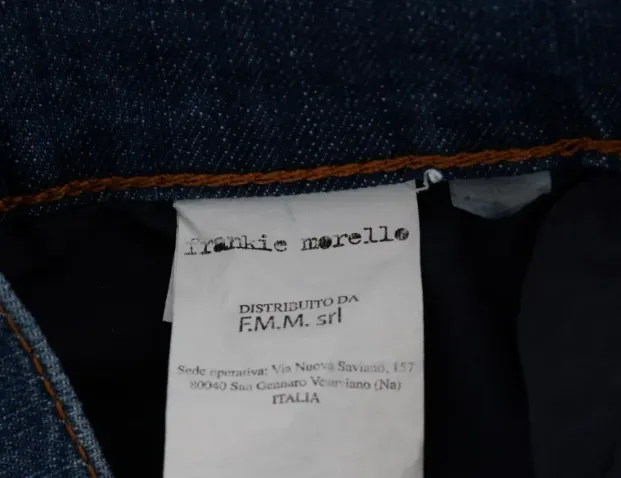 frankie morello
DISTRIBUITO DA
F.M.M. srl
Sede operativa: Via Nuova Saviano, 157
80040 San Gennaro Vesuviano (Na)
ITALIA